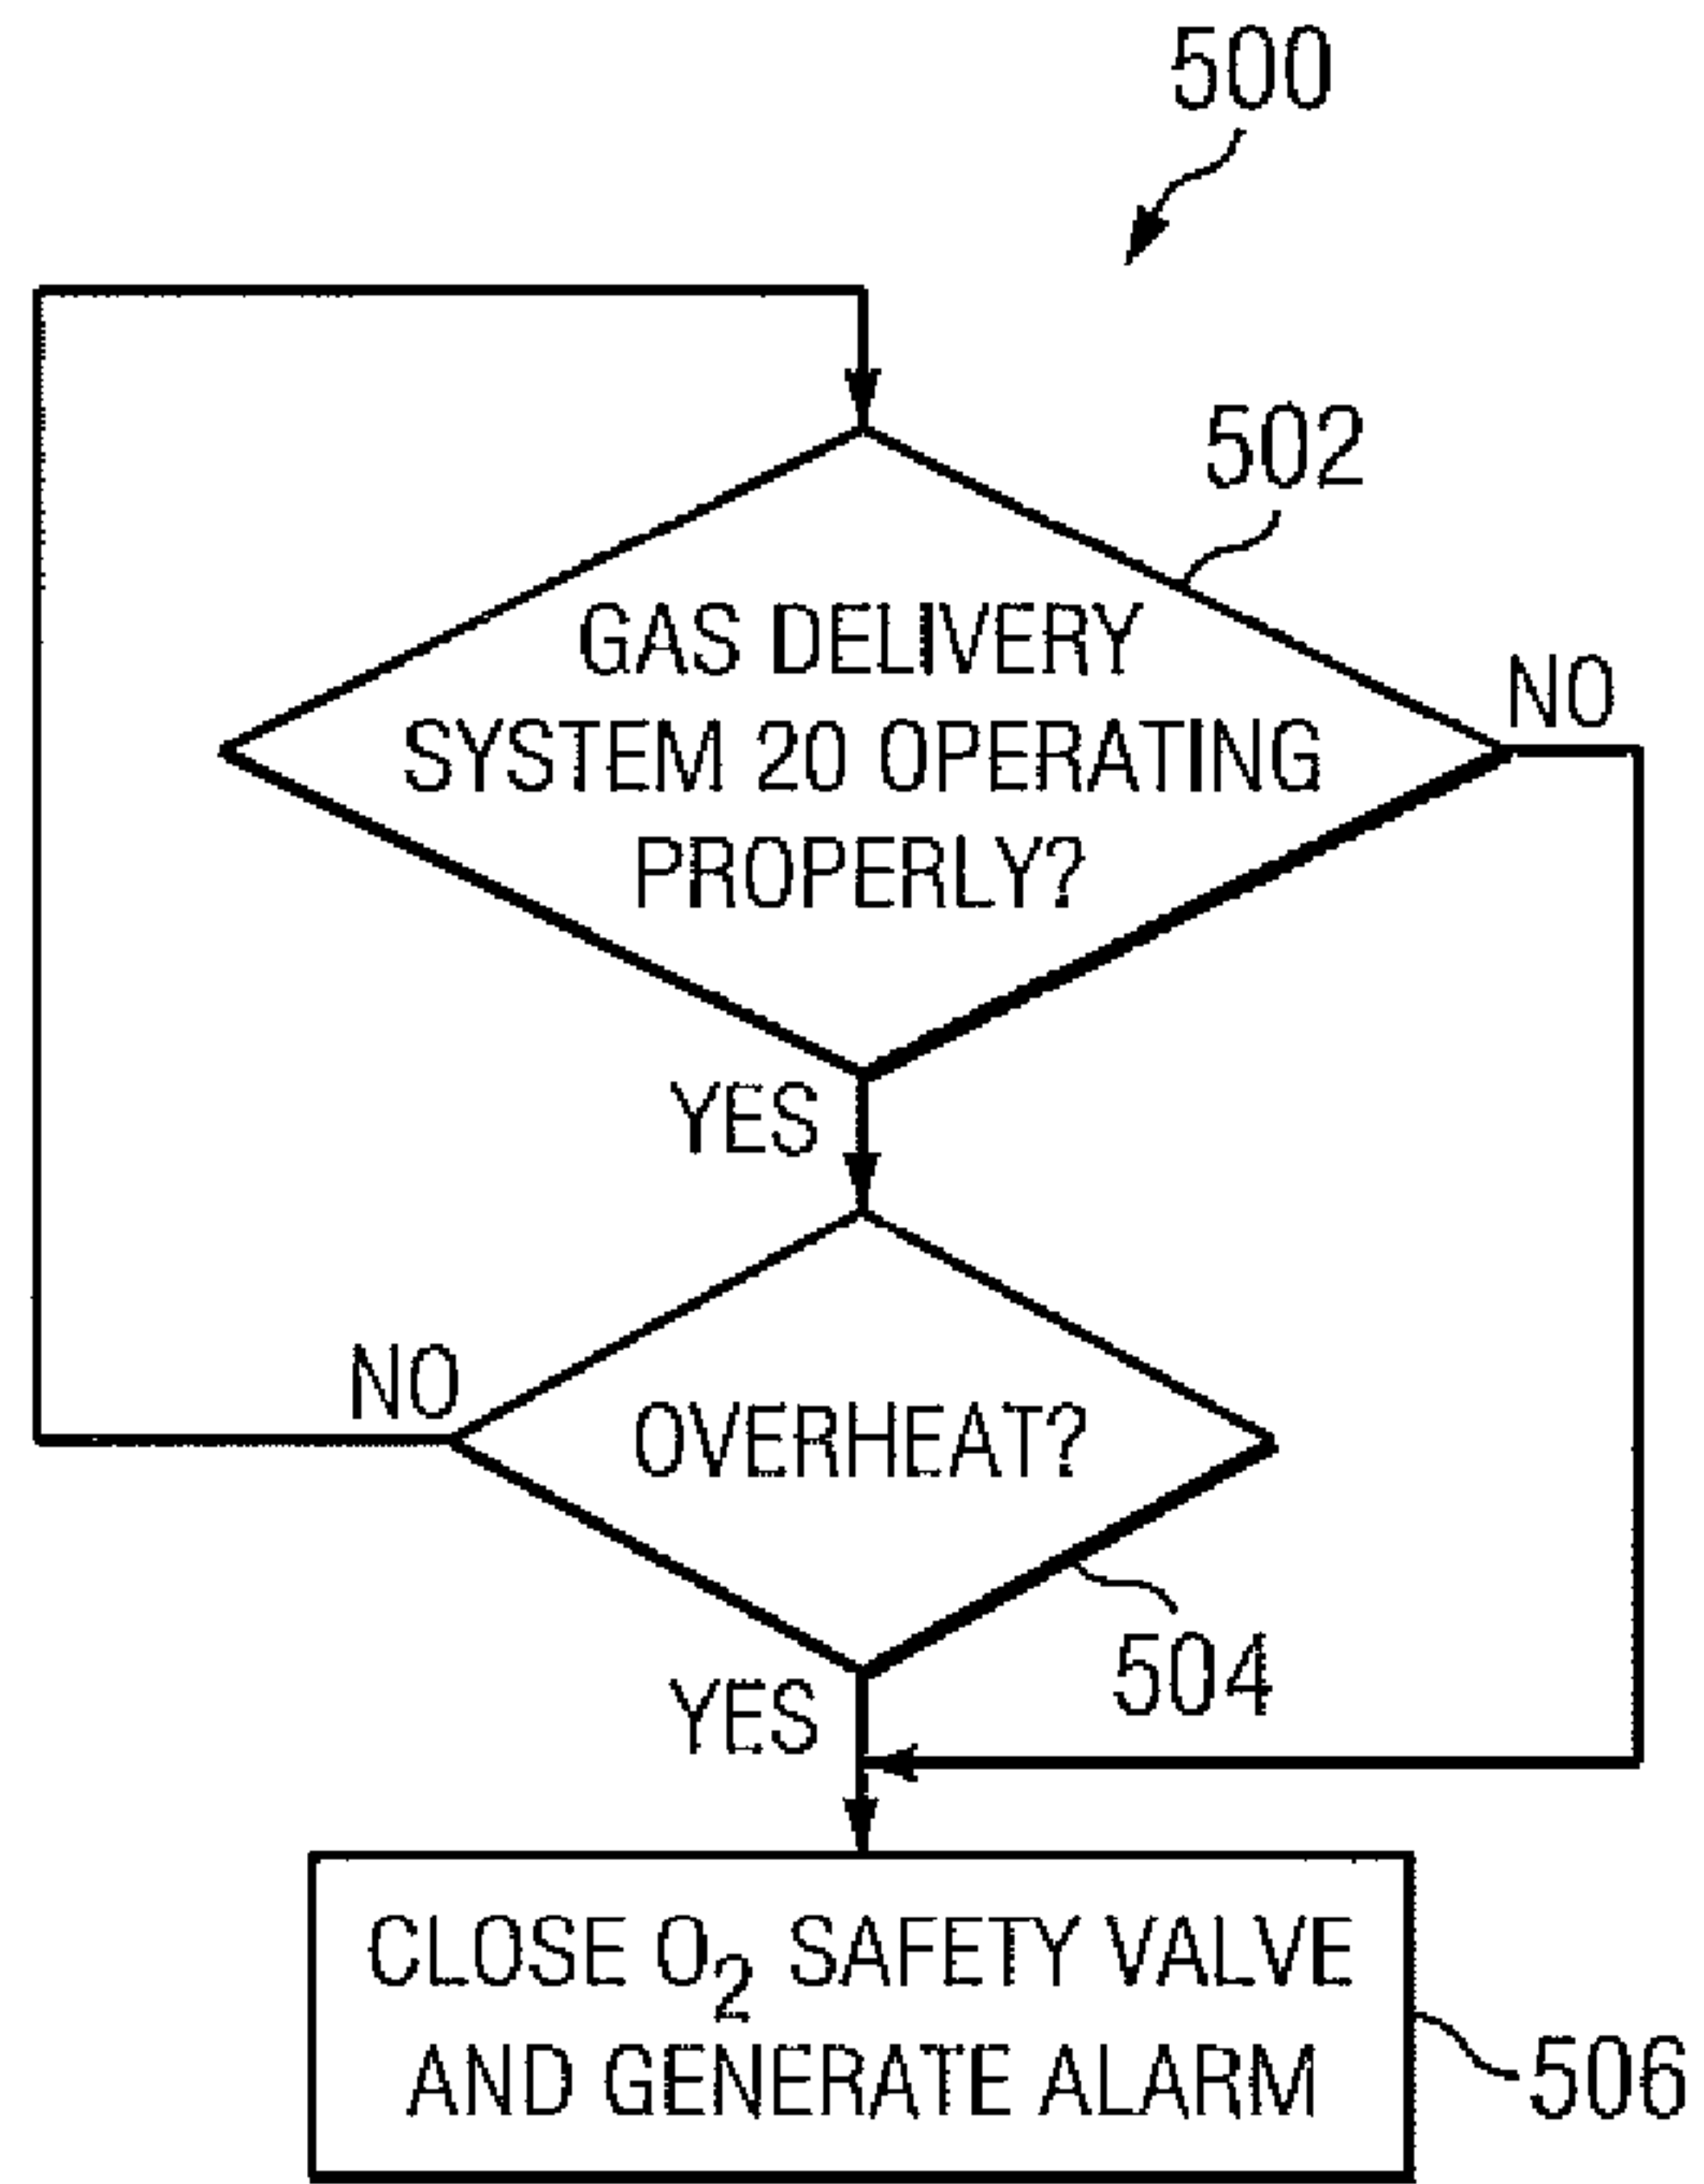 500
502
GAS DELIVERY
SYSTEM 20 OPERATING
PROPERLY?
NO
YES
NO
OVERHEAT?
504
YES
CLOSE O₂ SAFETY VALVE
AND GENERATE ALARM
506